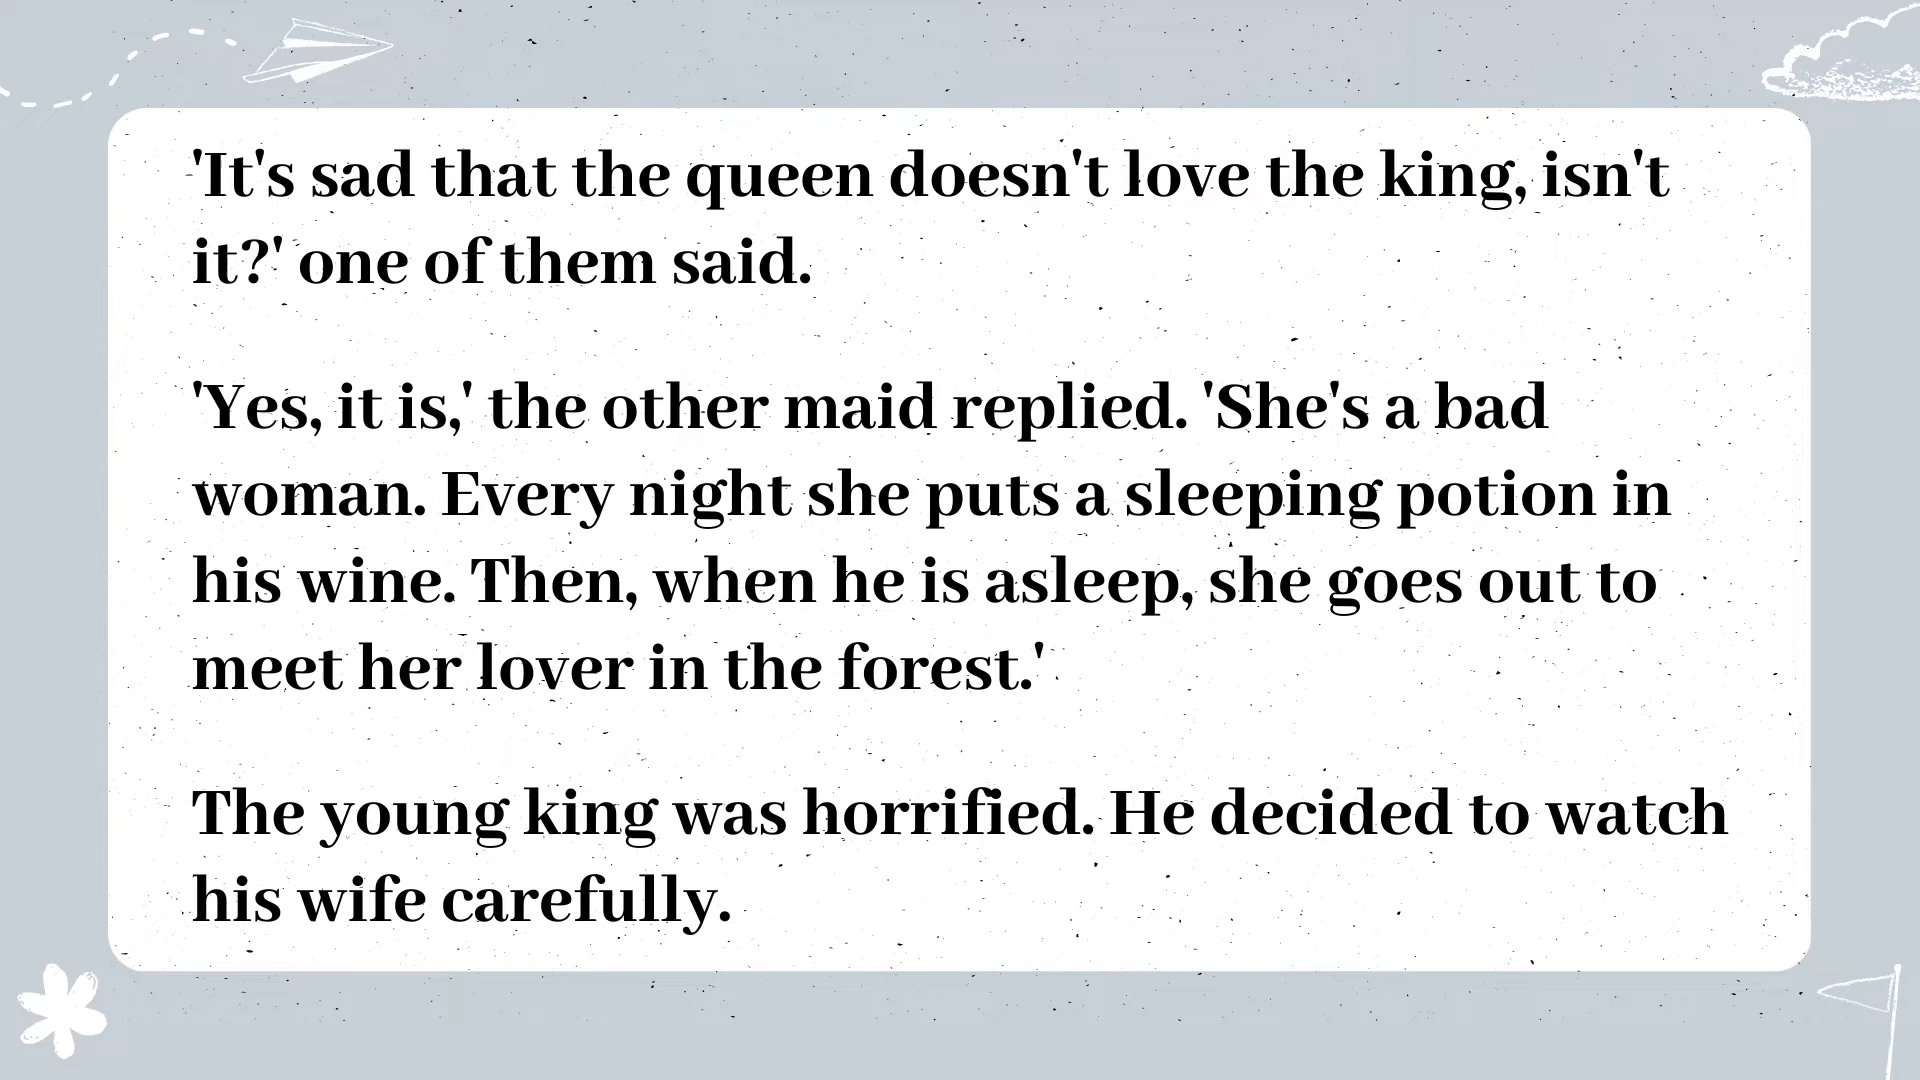 'It's sad that the queen doesn't love the king, isn't
it?' one of them said.
'Yes, it is,' the other maid replied. 'She's a bad
woman. Every night she puts a sleeping potion in
his wine. Then, when he is asleep, she goes out to
meet her lover in the forest.'
The young king was horrified. He decided to watch
his wife carefully.